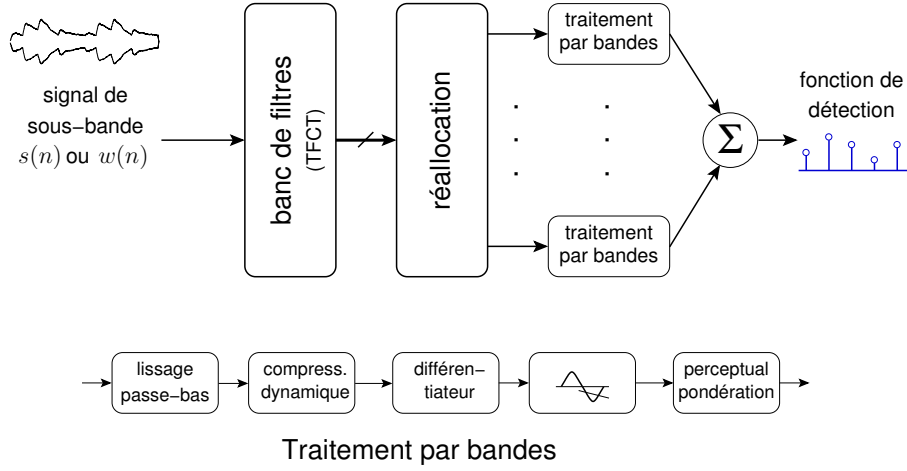 signal de
sous−bande
s(n) ou w(n)
banc de filtres
(TFCT)
réallocation
traitement
par bandes
traitement
par bandes
Σ
fonction de
détection
lissage
passe−bas
compress.
dynamique
différen−
tiateur
perceptual
pondération
Traitement par bandes